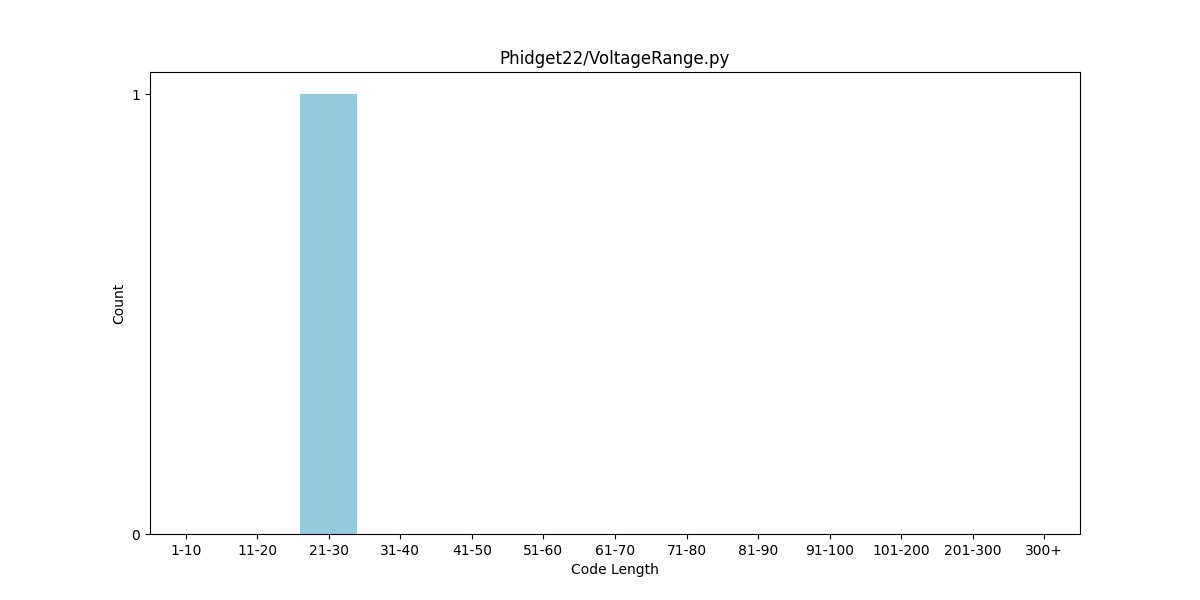 Phidget22/VoltageRange.py
1
Count
0
1-10 11-20 21-30 31-40 41-50 51-60 61-70 71-80 81-90 91-100 101-200 201-300 300+
Code Length